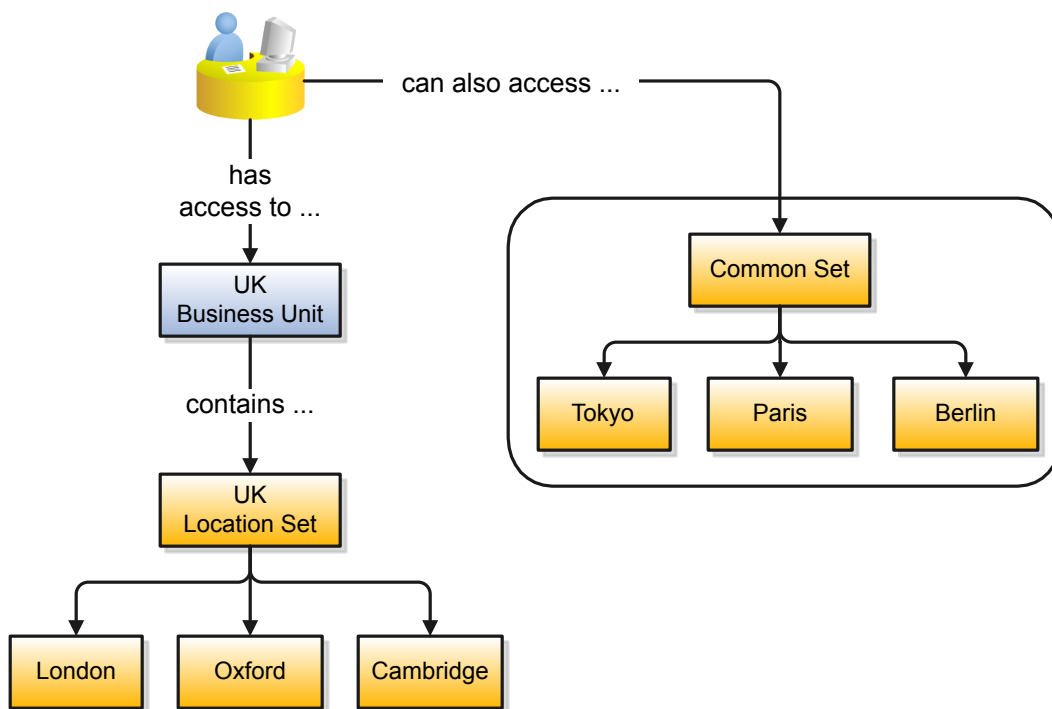 can also access ...
has
access to ...
UK
Business Unit
Common Set
Tokyo
Paris
Berlin
contains ...
UK
Location Set
London
Oxford
Cambridge